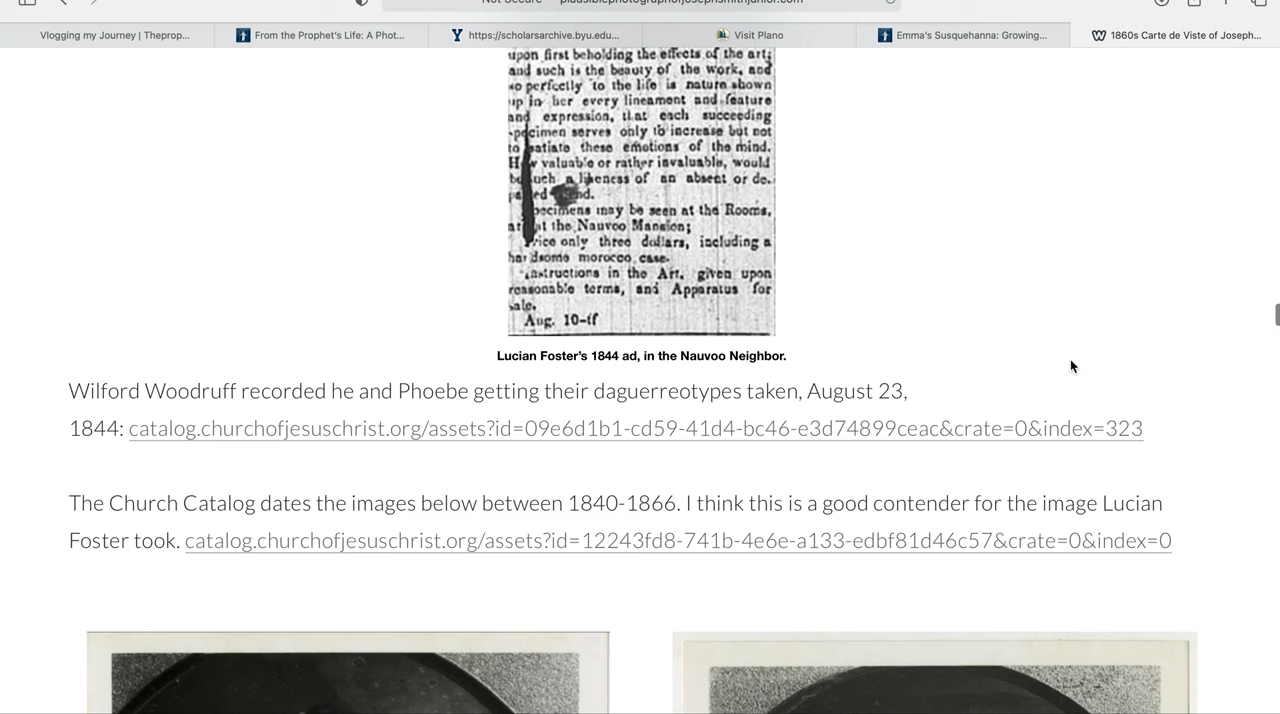 Not Secure — plausiblephotographofjosephsmithjunior.com
Vlogging my Journey | Theprop...
From the Prophet's Life: A Phot...
https://scholarsarchive.byu.edu...
Visit Plano
Emma's Susquehanna: Growing...
1860s Carte de Viste of Joseph...
upon first beholding the effects of the art;
and such is the beauty of the work, and
so perfectly to the life is nature shown
up in her every lineament and feature
and expression, that each succeeding
specimen serves only to increase but not
to satiate these emotions of the mind.
How valuable or rather invaluable, would
be such a likeness of an absent or de-
Specimens may be seen at the Rooms,
at the Nauvoo Mansion;
Price only three dollars, including a
handsome morocco case.
Instructions in the Art, given upon
reasonable terms, and Apparatus for
sale.
Aug. 10-tf
Lucian Foster's 1844 ad, in the Nauvoo Neighbor.
Wilford Woodruff recorded he and Phoebe getting their daguerreotypes taken, August 23,
1844: catalog.churchofjesuschrist.org/assets?id=09e6d1b1-cd59-41d4-bc46-e3d74899ceac&crate=0&index=323
The Church Catalog dates the images below between 1840-1866. I think this is a good contender for the image Lucian
Foster took. catalog.churchofjesuschrist.org/assets?id=12243fd8-741b-4e6e-a133-edbf81d46c57&crate=0&index=0